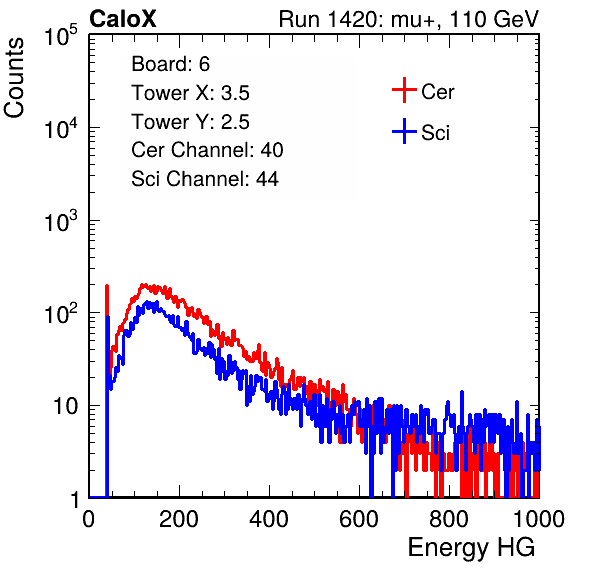 CaloX Run 1420: mu+, 110 GeV
Counts
Board: 6
Tower X: 3.5
Tower Y: 2.5
Cer Channel: 40
Sci Channel: 44
Cer
Sci
10^5
10^4
10^3
10^2
10
1
0 200 400 600 800 1000
Energy HG